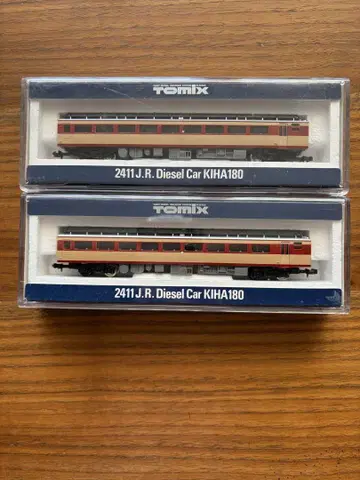 TOMIX
2411 J.R. Diesel Car KIHA180
TOMIX
2411 J.R. Diesel Car KIHA180